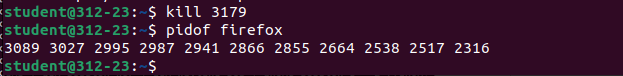 student@312-23:~$ kill 3179
student@312-23:~$ pidof firefox
3089 3027 2995 2987 2941 2866 2855 2664 2538 2517 2316
student@312-23:~$